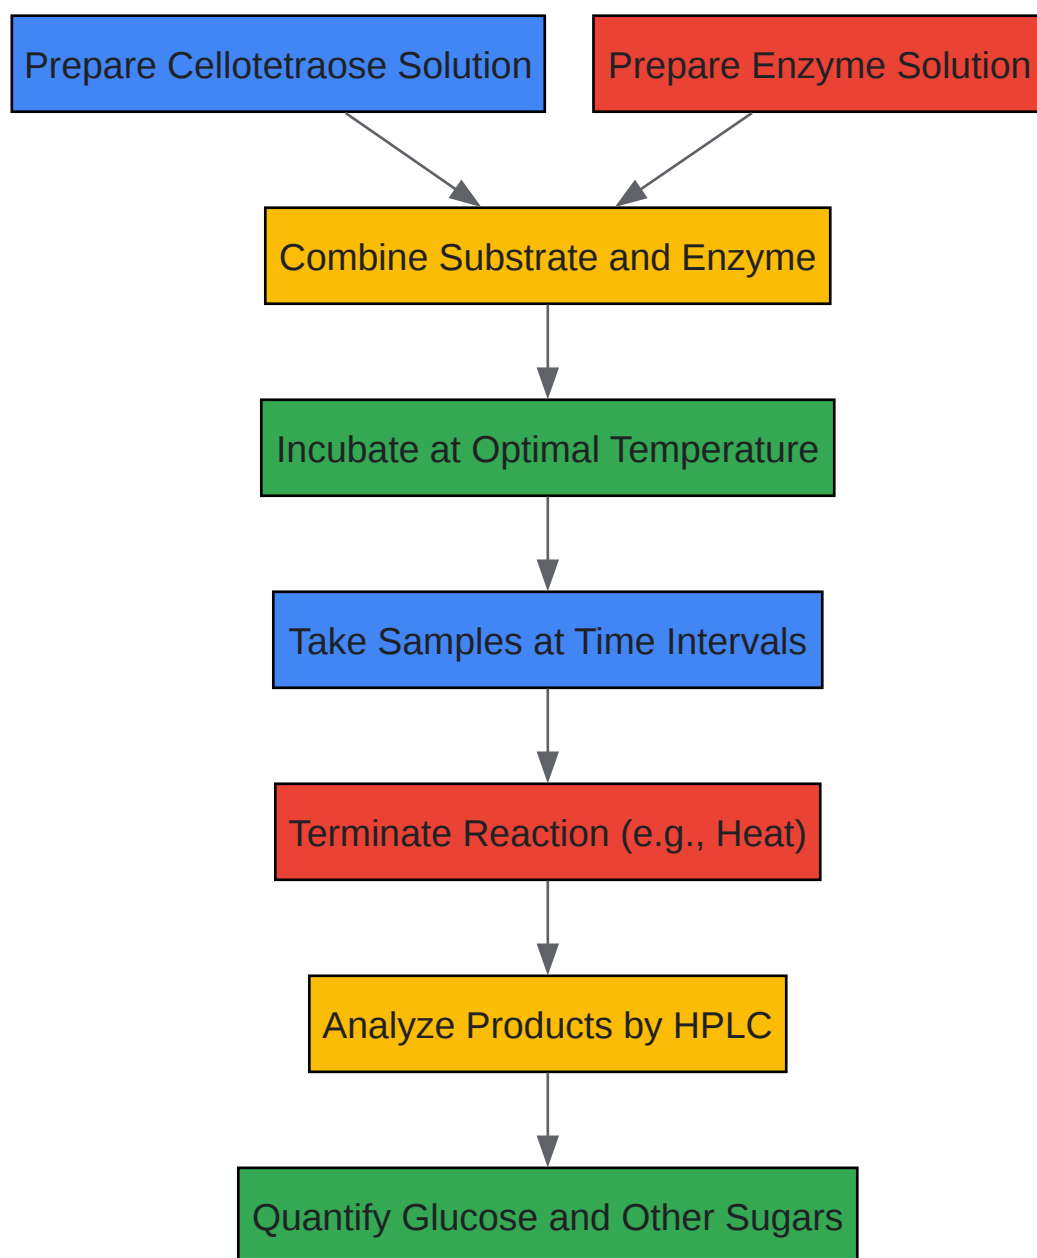 Prepare Cellotetraose Solution
Prepare Enzyme Solution
Combine Substrate and Enzyme
Incubate at Optimal Temperature
Take Samples at Time Intervals
Terminate Reaction (e.g., Heat)
Analyze Products by HPLC
Quantify Glucose and Other Sugars